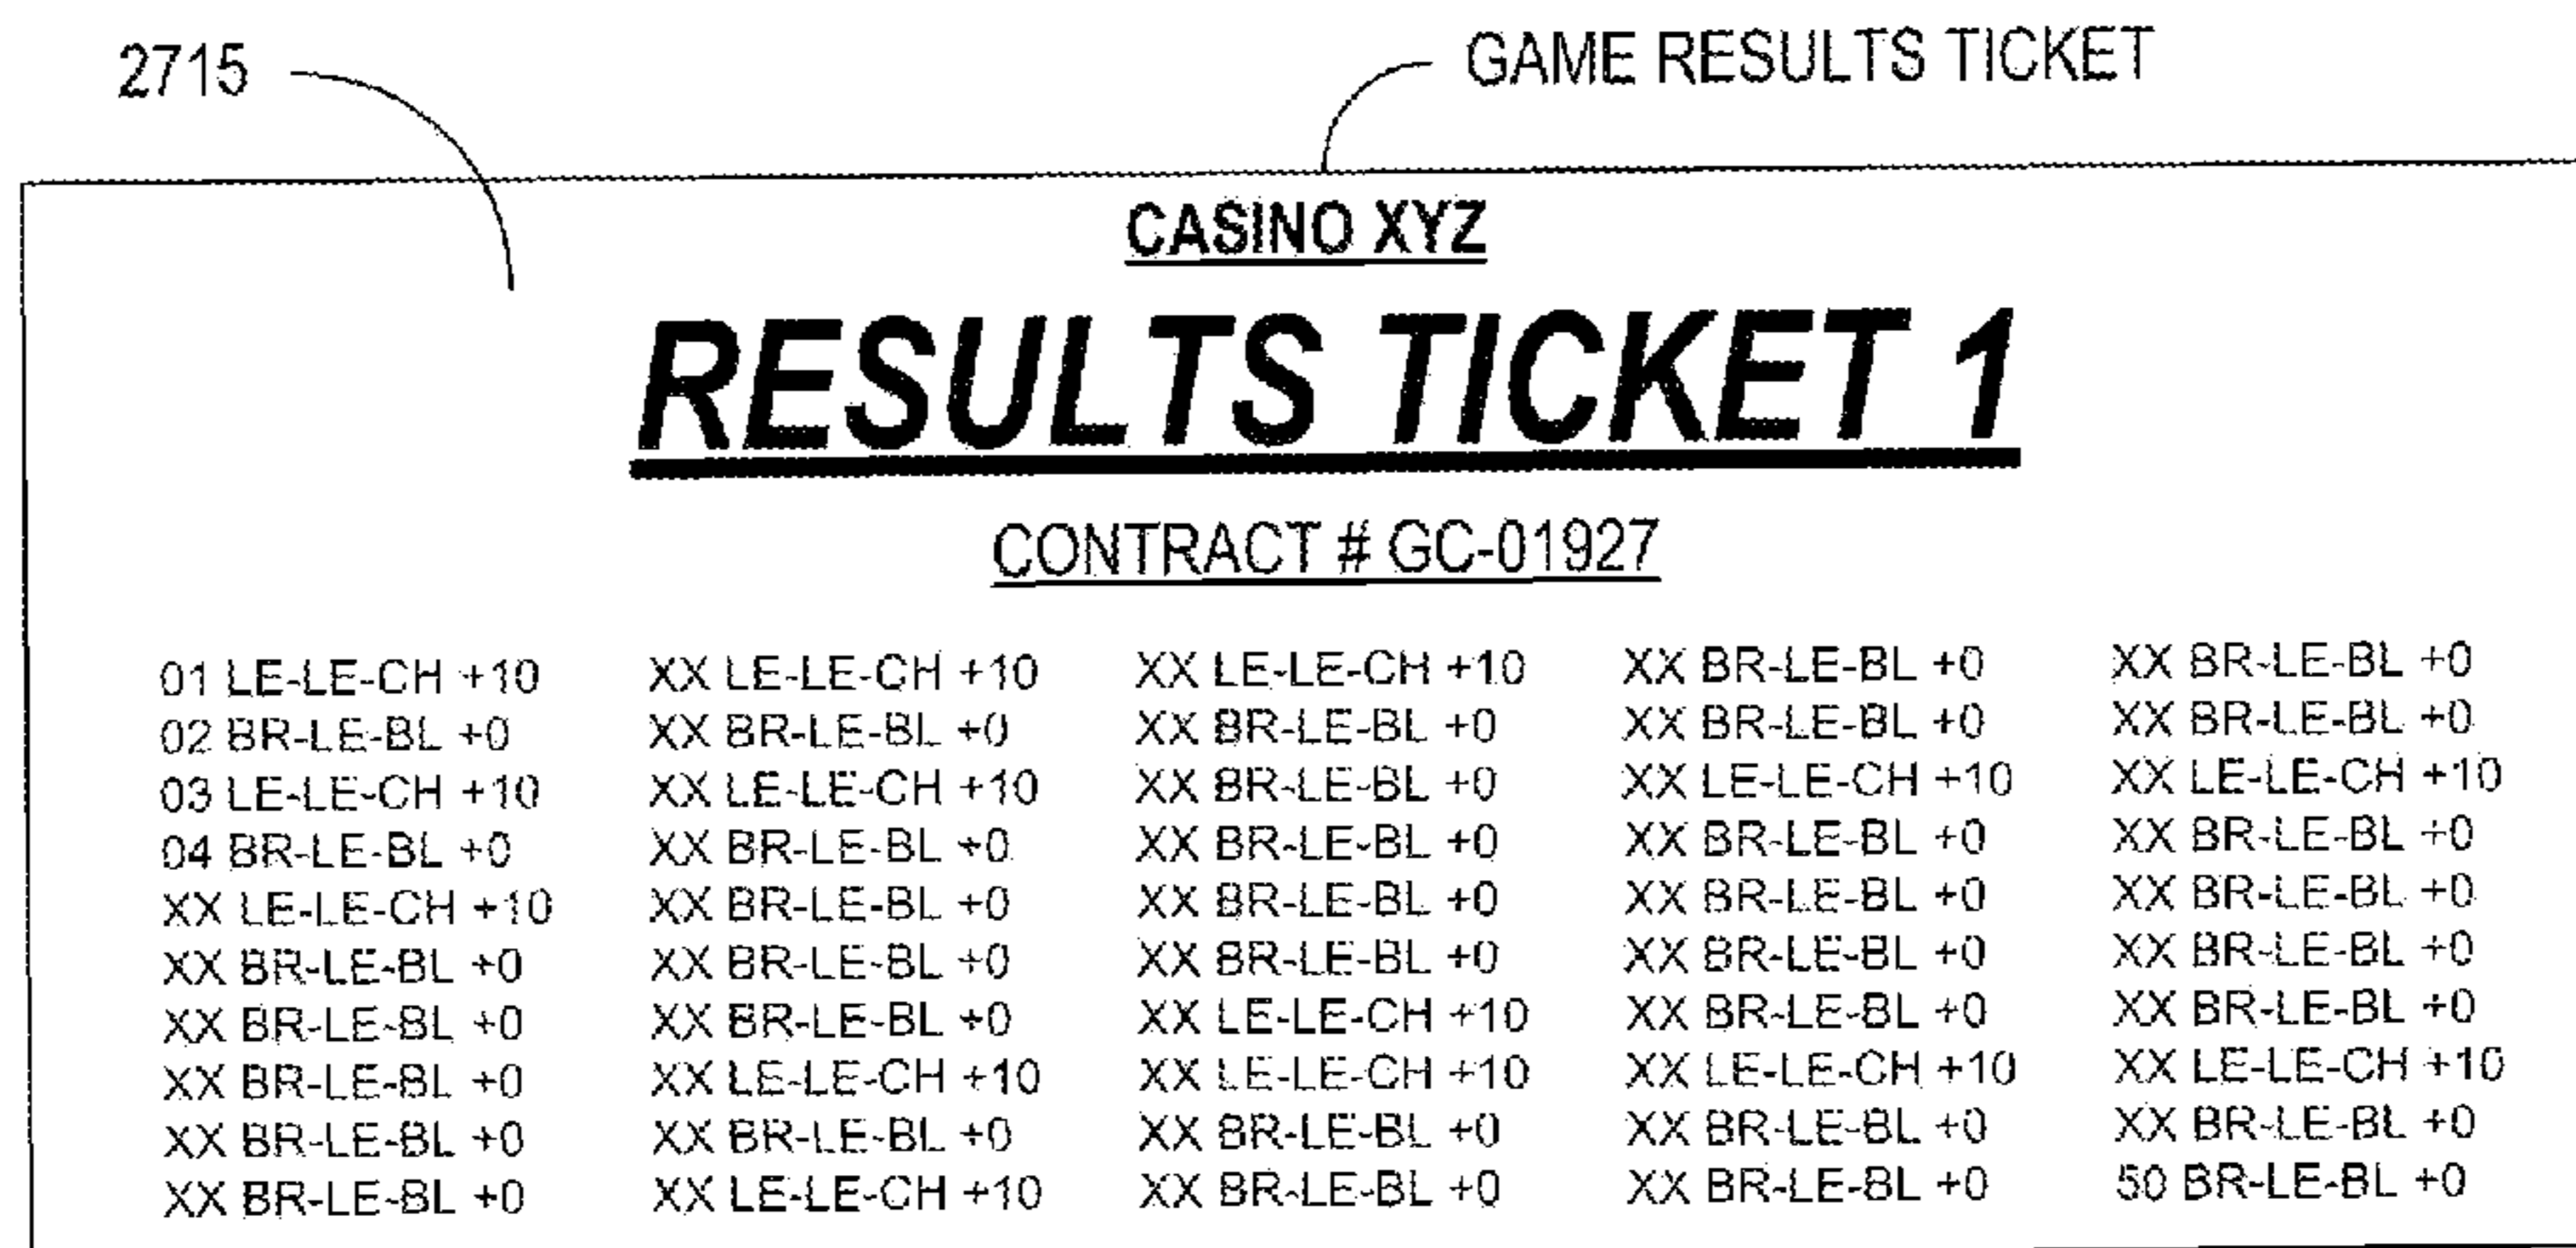 2715
GAME RESULTS TICKET
CASINO XYZ
RESULTS TICKET 1
CONTRACT # GC-01927
01 LE-LE-CH +10 XX LE-LE-CH +10 XX LE-LE-CH +10 XX BR-LE-BL +0 XX BR-LE-BL +0
02 BR-LE-BL +0 XX BR-LE-BL +0 XX BR-LE-BL +0 XX BR-LE-BL +0 XX BR-LE-BL +0
03 LE-LE-CH +10 XX LE-LE-CH +10 XX BR-LE-BL +0 XX LE-LE-CH +10 XX LE-LE-CH +10
04 BR-LE-BL +0 XX BR-LE-BL +0 XX BR-LE-BL +0 XX BR-LE-BL +0 XX BR-LE-BL +0
XX LE-LE-CH +10 XX BR-LE-BL +0 XX BR-LE-BL +0 XX BR-LE-BL +0 XX BR-LE-BL +0
XX BR-LE-BL +0 XX BR-LE-BL +0 XX BR-LE-BL +0 XX BR-LE-BL +0 XX BR-LE-BL +0
XX BR-LE-BL +0 XX BR-LE-BL +0 XX LE-LE-CH +10 XX BR-LE-BL +0 XX BR-LE-BL +0
XX BR-LE-BL +0 XX LE-LE-CH +10 XX LE-LE-CH +10 XX LE-LE-CH +10 XX LE-LE-CH +10
XX BR-LE-BL +0 XX BR-LE-BL +0 XX BR-LE-BL +0 XX BR-LE-BL +0 XX BR-LE-BL +0
XX BR-LE-BL +0 XX LE-LE-CH +10 XX BR-LE-BL +0 XX BR-LE-BL +0 50 BR-LE-BL +0